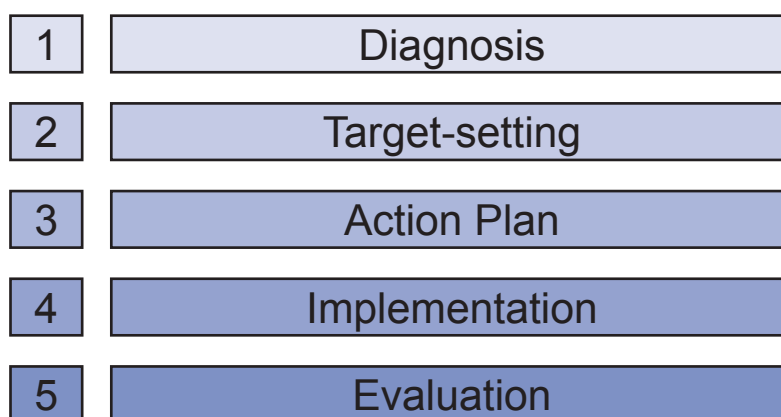 1 Diagnosis
2 Target-setting
3 Action Plan
4 Implementation
5 Evaluation